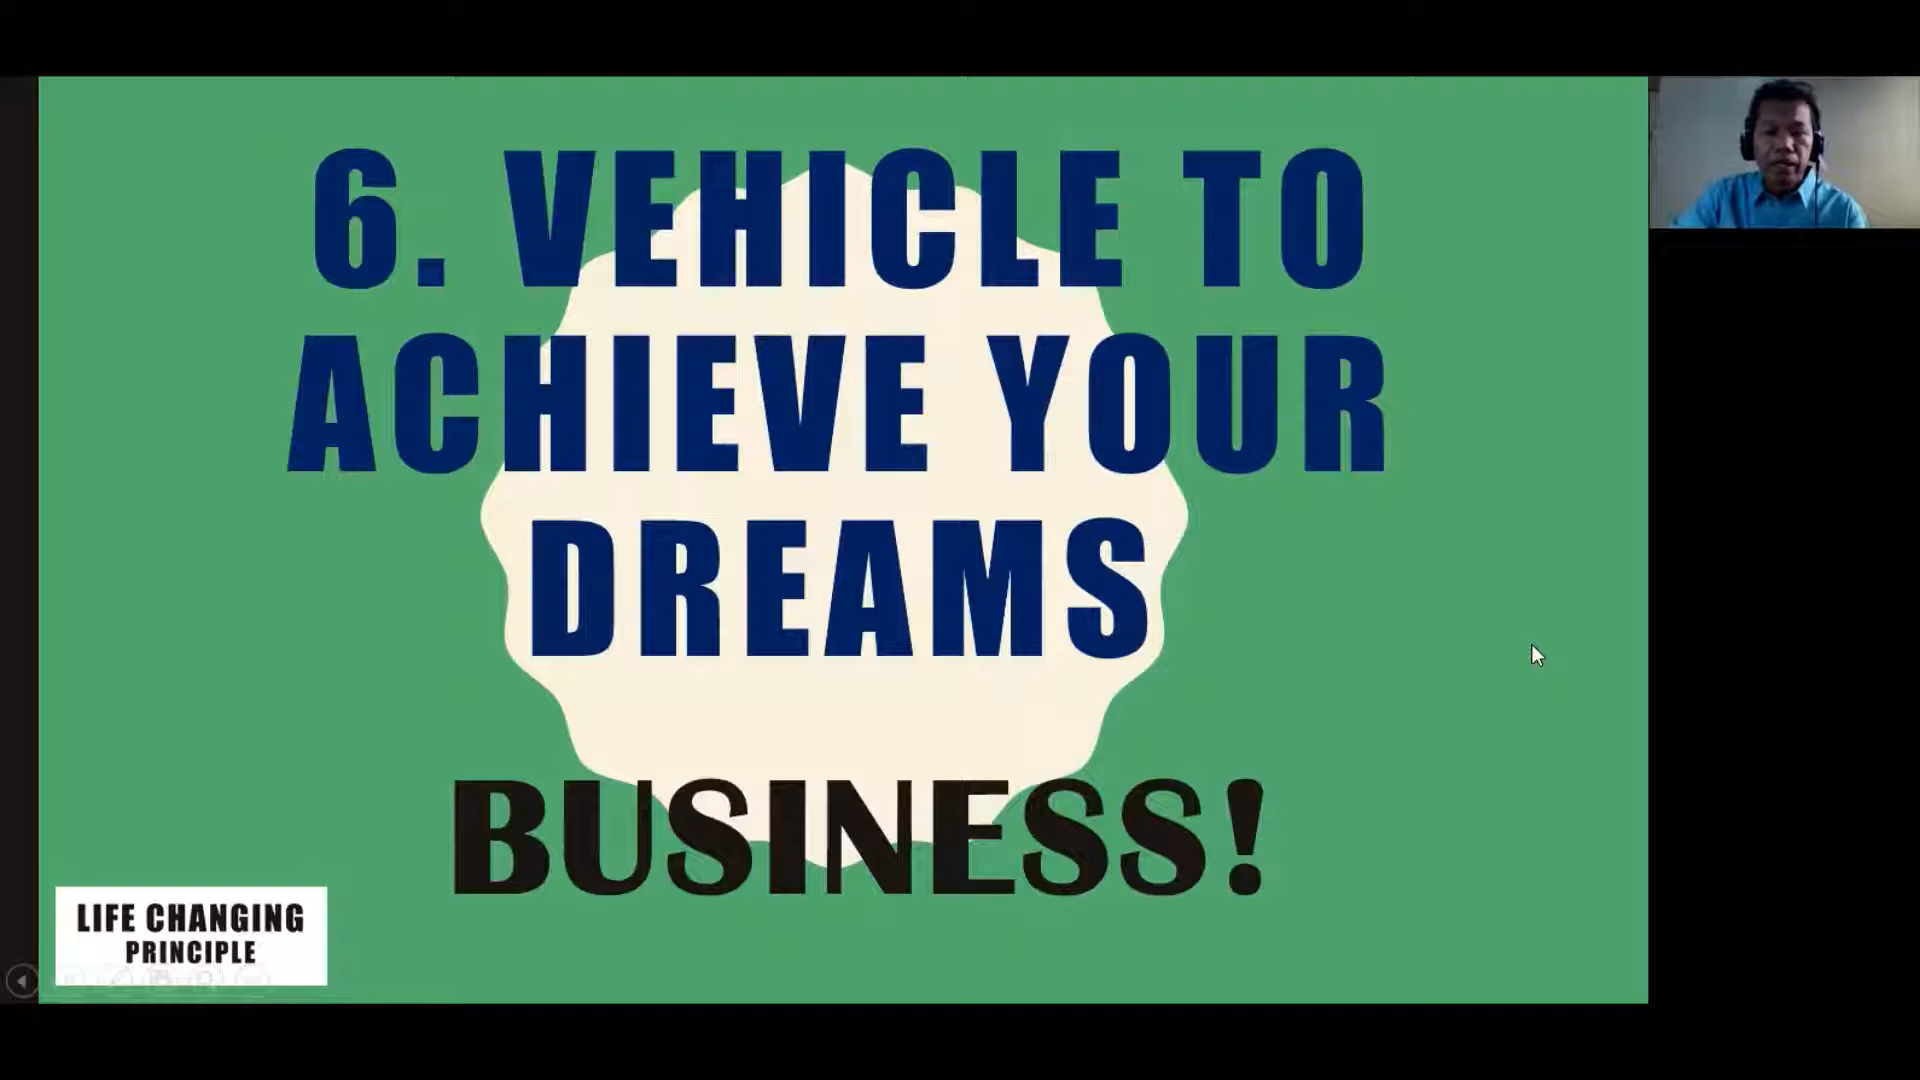 6. VEHICLE TO
ACHIEVE YOUR
DREAMS
BUSINESS!
LIFE CHANGING
PRINCIPLE